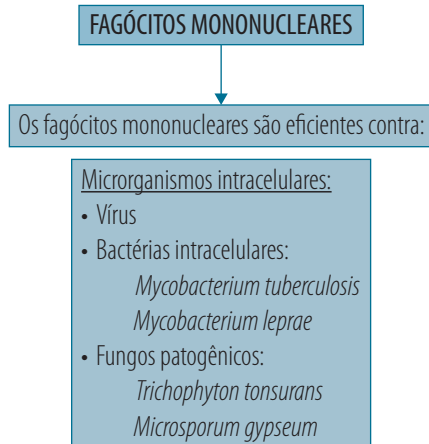 FAGÓCITOS MONONUCLEARES
Os fagócitos mononucleares são eficientes contra:
Microrganismos intracelulares:
• Vírus
• Bactérias intracelulares:
Mycobacterium tuberculosis
Mycobacterium leprae
• Fungos patogênicos:
Trichophyton tonsurans
Microsporum gypseum